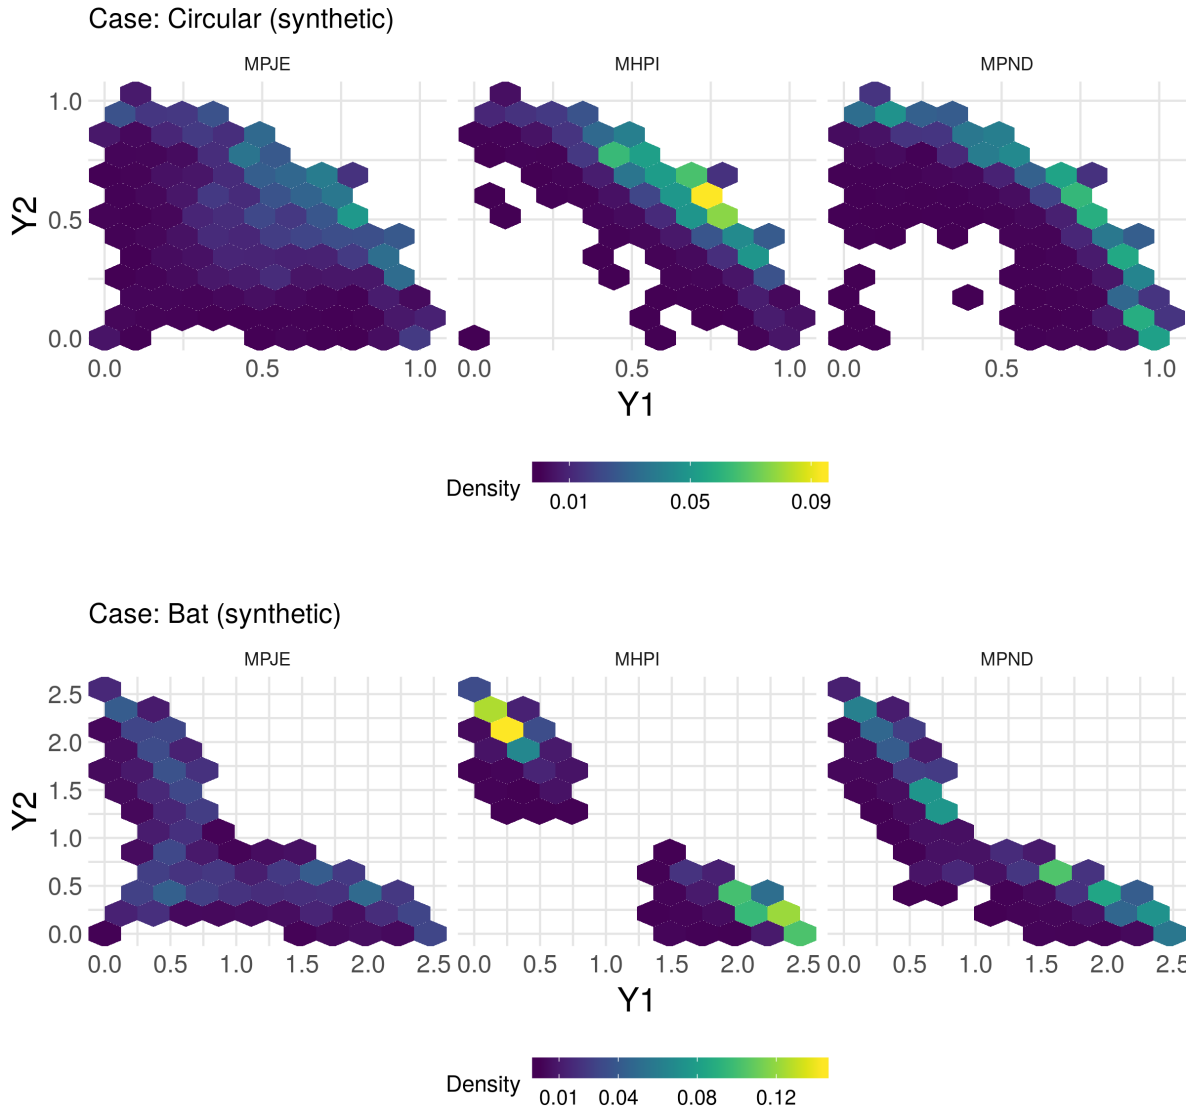 Case: Circular (synthetic)
MPJE MHPI MPND
1.0
0.5
0.0
Y2
0.0 0.5 1.0 0.5 1.0 0.0 0.5 1.0
Y1
Density
0.01 0.05 0.09
Case: Bat (synthetic)
MPJE MHPI MPND
2.5
2.0
1.5
1.0
0.5
0.0
Y2
0.0 0.5 1.0 1.5 2.0 2.5 0.0 0.5 1.0 2.0 2.5 0.0 0.5 1.0 1.5 2.0 2.5
Y1
Density
0.01 0.04 0.08 0.12